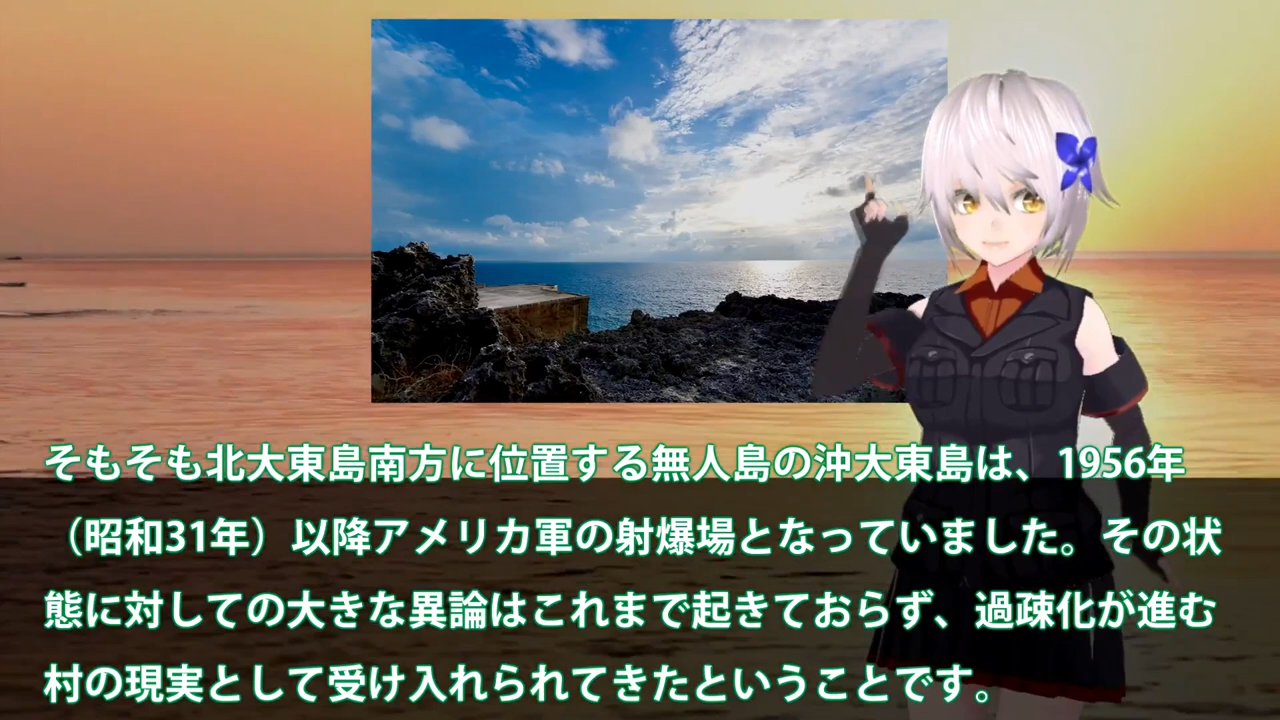 そもそも北大東島南方に位置する無人島の沖大東島は、1956年
（昭和31年）以降アメリカ軍の射爆場となっていました。その状
態に対しての大きな異論はこれまで起きておらず、過疎化が進む
村の現実として受け入れられてきたということです。